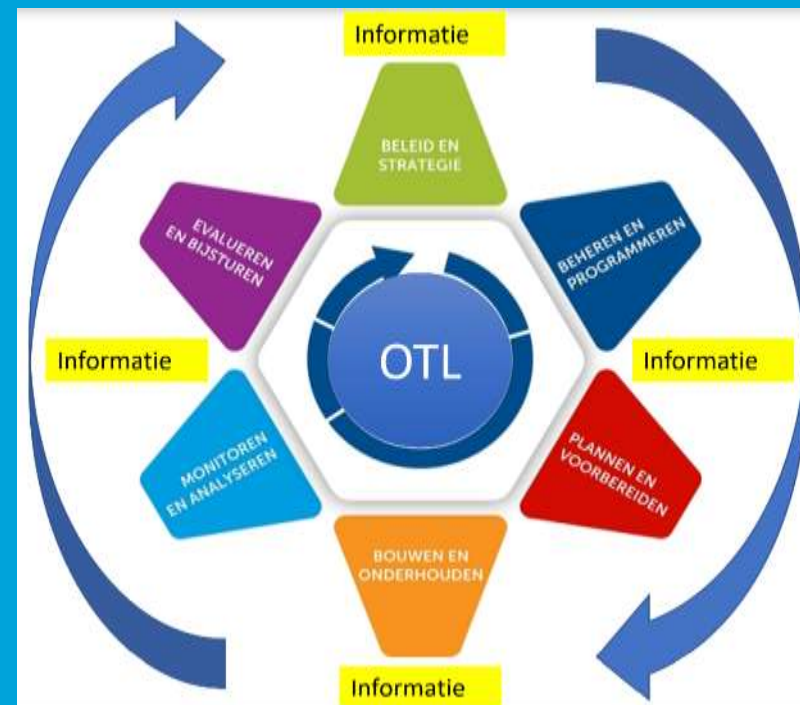 Informatie
BELEID EN
STRATEGIE
EVALUEREN
EN BIJSTUREN
BEHEREN EN
PROGRAMMEREN
Informatie
OTL
Informatie
MONITOREN
EN ANALYSEREN
PLANNEN EN
VOORBEREIDEN
BOUWEN EN
ONDERHOUDEN
Informatie